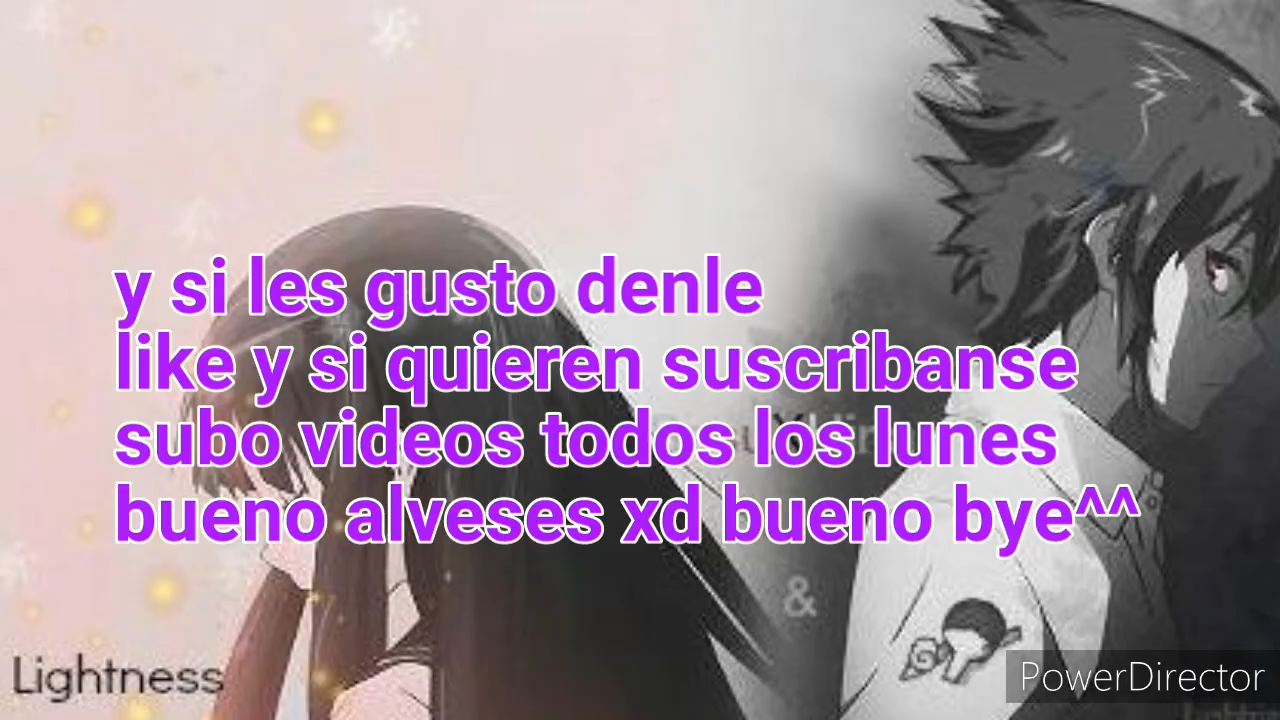 y si les gusto denle
like y si quieren suscribanse
subo videos todos los lunes
bueno alveses xd bueno bye^^
&
Lightness
PowerDirector